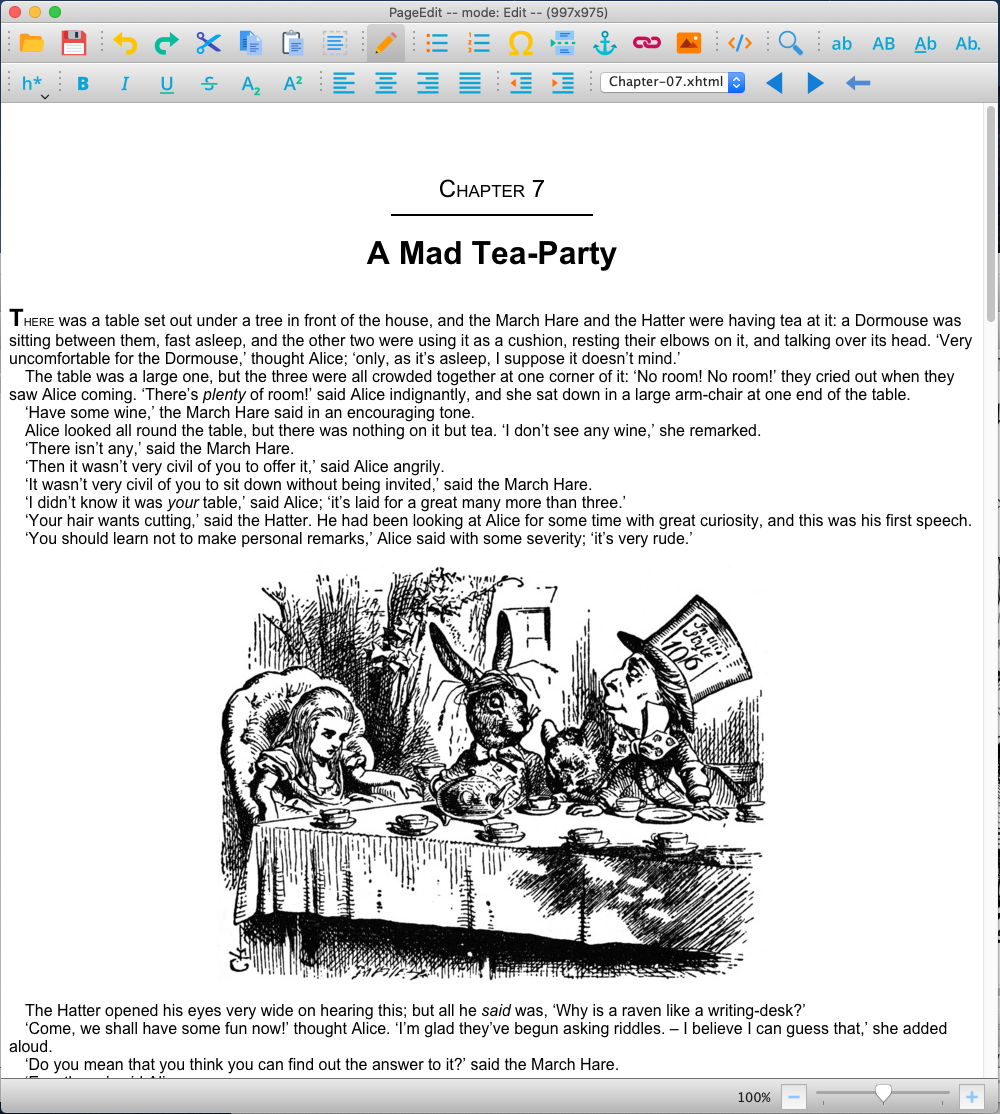 PageEdit -- mode: Edit -- (997x975)
ab AB Ab Ab.
h* B I U S A2 A2 Chapter-07.xhtml
CHAPTER 7
A Mad Tea-Party
THERE was a table set out under a tree in front of the house, and the March Hare and the Hatter were having tea at it: a Dormouse was
sitting between them, fast asleep, and the other two were using it as a cushion, resting their elbows on it, and talking over its head. ‘Very
uncomfortable for the Dormouse,’ thought Alice; ‘only, as it’s asleep, I suppose it doesn’t mind.’
The table was a large one, but the three were all crowded together at one corner of it: ‘No room! No room!’ they cried out when they
saw Alice coming. ‘There’s plenty of room!’ said Alice indignantly, and she sat down in a large arm-chair at one end of the table.
‘Have some wine,’ the March Hare said in an encouraging tone.
Alice looked all round the table, but there was nothing on it but tea. ‘I don’t see any wine,’ she remarked.
‘There isn’t any,’ said the March Hare.
‘Then it wasn’t very civil of you to offer it,’ said Alice angrily.
‘It wasn’t very civil of you to sit down without being invited,’ said the March Hare.
‘I didn’t know it was your table,’ said Alice; ‘it’s laid for a great many more than three.’
‘Your hair wants cutting,’ said the Hatter. He had been looking at Alice for some time with great curiosity, and this was his first speech.
‘You should learn not to make personal remarks,’ Alice said with some severity; ‘it’s very rude.’
In this
Style
10/6
The Hatter opened his eyes very wide on hearing this; but all he said was, ‘Why is a raven like a writing-desk?’
‘Come, we shall have some fun now!’ thought Alice. ‘I’m glad they’ve begun asking riddles. – I believe I can guess that,’ she added
aloud.
‘Do you mean that you think you can find out the answer to it?’ said the March Hare.
100%